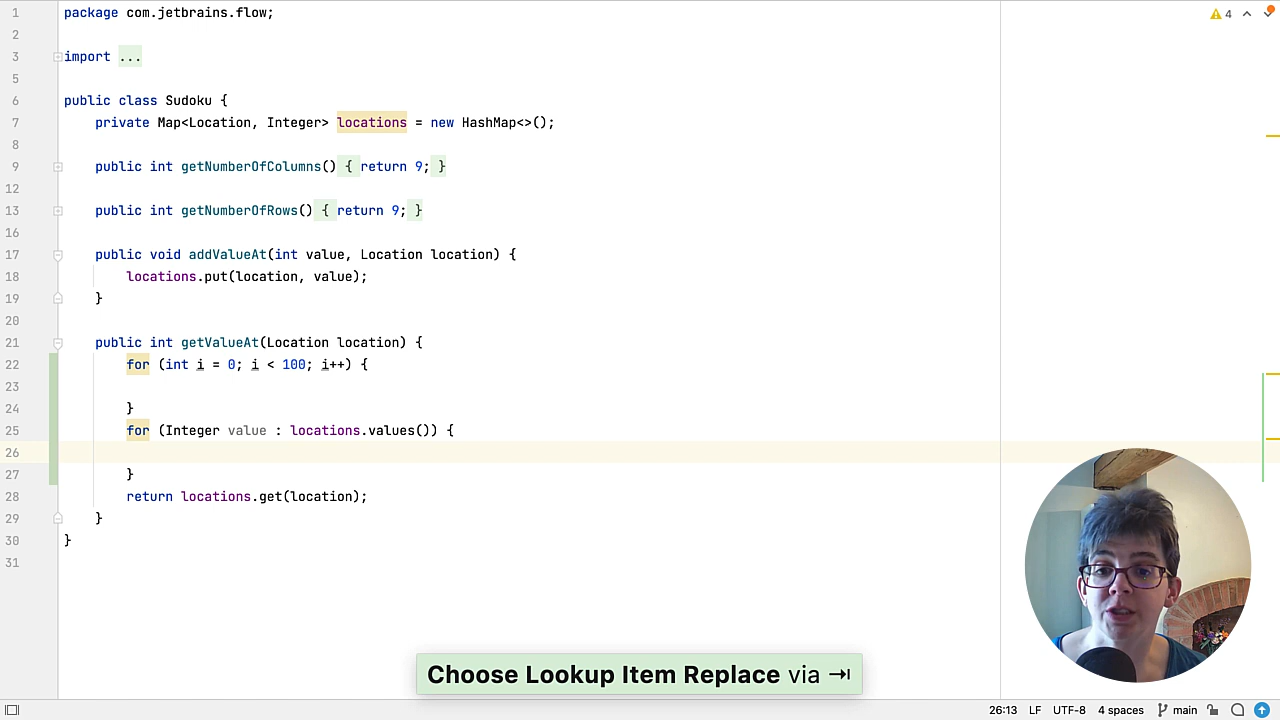 1 package com.jetbrains.flow;
4
2
3 import ...
5
6 public class Sudoku {
7 private Map<Location, Integer> locations = new HashMap<>();
8
9 public int getNumberOfColumns() { return 9; }
12
13 public int getNumberOfRows() { return 9; }
16
17 public void addValueAt(int value, Location location) {
18 locations.put(location, value);
19 }
20
21 public int getValueAt(Location location) {
22 for (int i = 0; i < 100; i++) {
23
24 }
25 for (Integer value : locations.values()) {
26
27 }
28 return locations.get(location);
29 }
30 }
31
Choose Lookup Item Replace via ⇥
26:13 LF UTF-8 4 spaces main